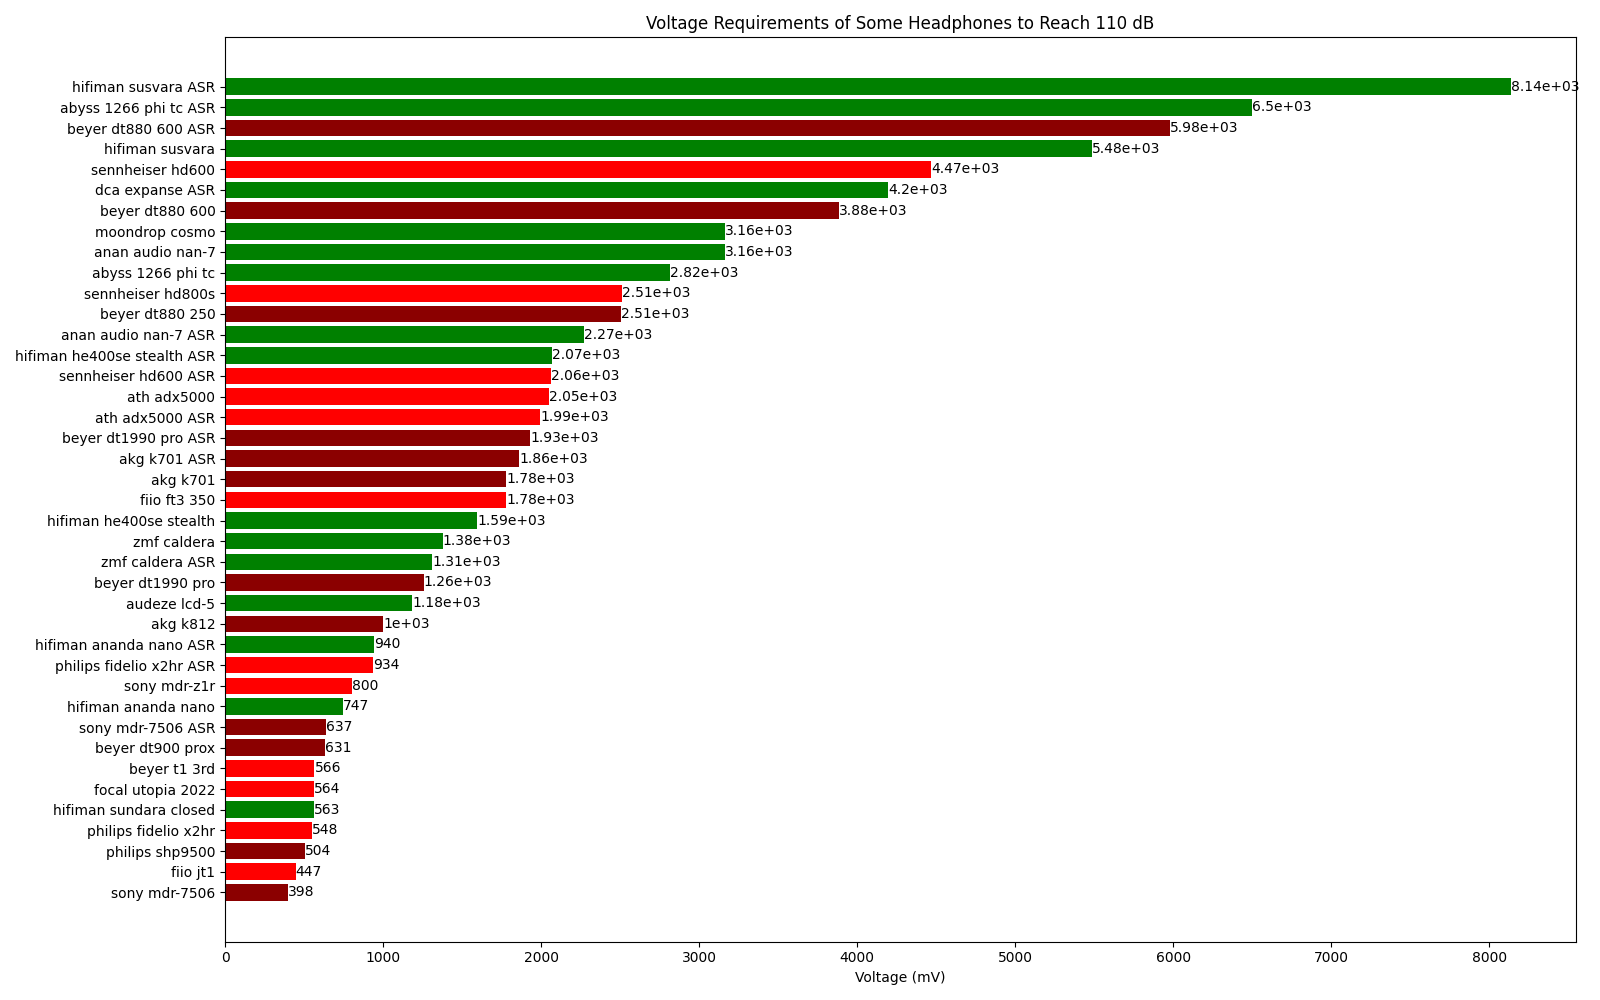 Voltage Requirements of Some Headphones to Reach 110 dB
hifiman susvara ASR 8.14e+03
abyss 1266 phi tc ASR 6.5e+03
beyer dt880 600 ASR 5.98e+03
hifiman susvara 5.48e+03
sennheiser hd600 4.47e+03
dca expanse ASR 4.2e+03
beyer dt880 600 3.88e+03
moondrop cosmo 3.16e+03
anan audio nan-7 3.16e+03
abyss 1266 phi tc 2.82e+03
sennheiser hd800s 2.51e+03
beyer dt880 250 2.51e+03
anan audio nan-7 ASR 2.27e+03
hifiman he400se stealth ASR 2.07e+03
sennheiser hd600 ASR 2.06e+03
ath adx5000 2.05e+03
ath adx5000 ASR 1.99e+03
beyer dt1990 pro ASR 1.93e+03
akg k701 ASR 1.86e+03
akg k701 1.78e+03
fiio ft3 350 1.78e+03
hifiman he400se stealth 1.59e+03
zmf caldera 1.38e+03
zmf caldera ASR 1.31e+03
beyer dt1990 pro 1.26e+03
audeze lcd-5 1.18e+03
akg k812 1e+03
hifiman ananda nano ASR 940
philips fidelio x2hr ASR 934
sony mdr-z1r 800
hifiman ananda nano 747
sony mdr-7506 ASR 637
beyer dt900 prox 631
beyer t1 3rd 566
focal utopia 2022 564
hifiman sundara closed 563
philips fidelio x2hr 548
philips shp9500 504
fiio jt1 447
sony mdr-7506 398
0 1000 2000 3000 4000 5000 6000 7000 8000
Voltage (mV)